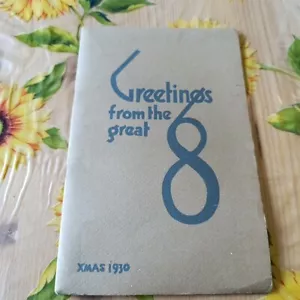 Greetings
from the
great 8
XMAS 1930